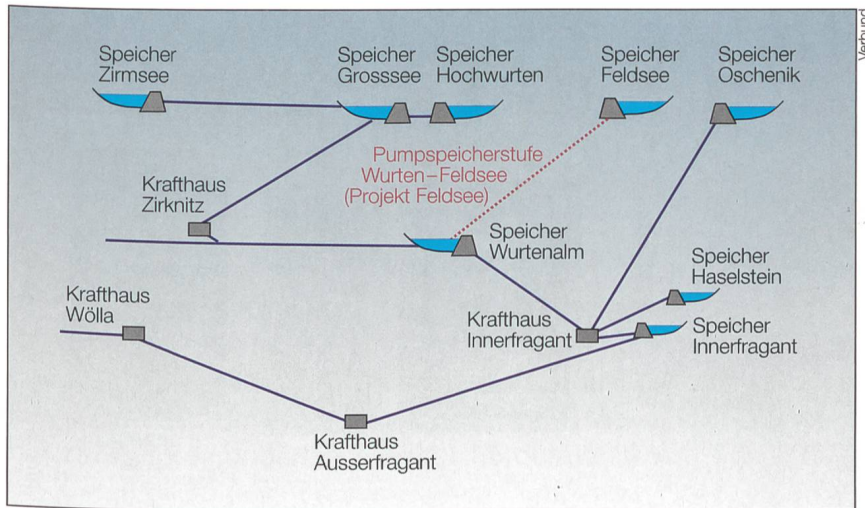 Verbund
Speicher
Zirmsee
Speicher
Grosssee
Speicher
Hochwurten
Speicher
Feldsee
Speicher
Oschenik
Pumpspeicherstufe
Wurten–Feldsee
(Projekt Feldsee)
Krafthaus
Zirknitz
Speicher
Wurtenalm
Speicher
Haselstein
Krafthaus
Wölla
Krafthaus
Innerfragant
Speicher
Innerfragant
Krafthaus
Ausserfragant